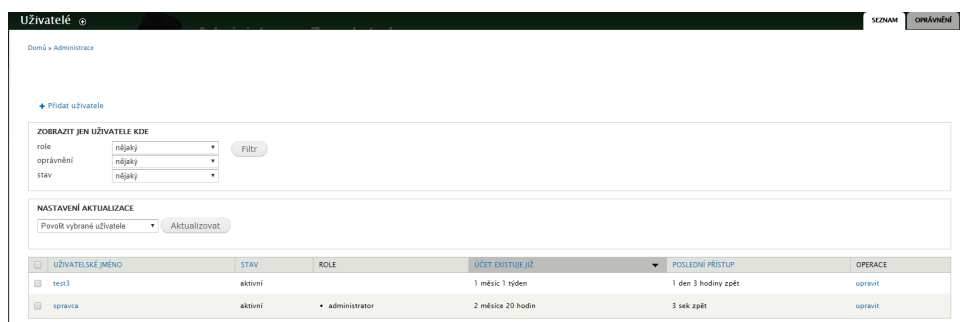 Uživatelé
SEZNAM OPRÁVNĚNÍ
Domů » Administrace
+ Přidat uživatele
ZOBRAZIT JEN UŽIVATELE KDE
role nějaký Filtr
oprávnění nějaký
stav nějaký
NASTAVENÍ AKTUALIZACE
Povolit vybrané uživatele Aktualizovat
UŽIVATELSKÉ JMÉNO STAV ROLE ÚČET EXISTUJE JIŽ POSLEDNÍ PŘÍSTUP OPERACE
test3 aktivní 1 měsíc 1 týden 1 den 3 hodiny zpět upravit
spravca aktivní • administrator 2 měsíce 20 hodin 3 sek zpět upravit